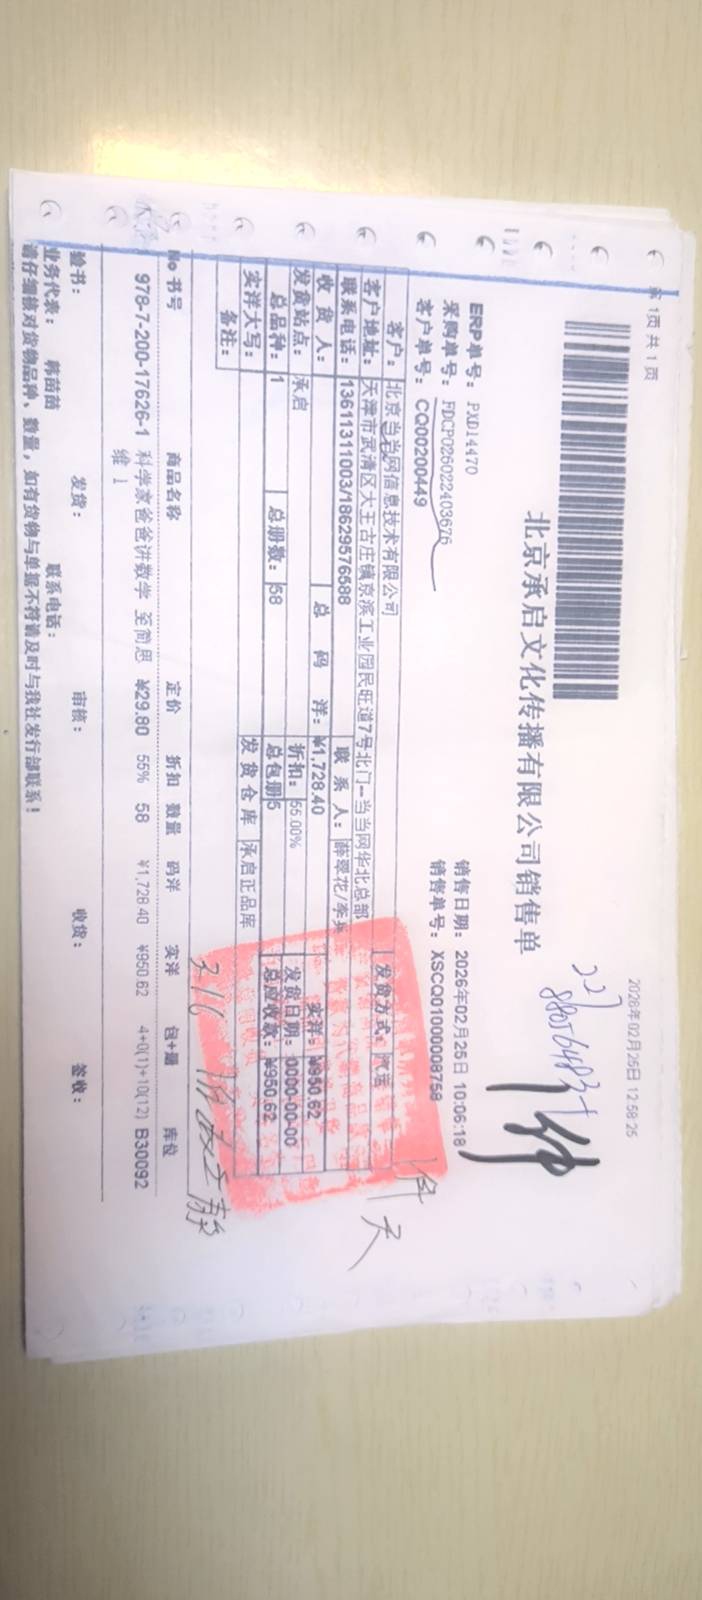 第 1页 共 1 页
2026年02月25日 12:58:25
北京承启文化传播有限公司销售单
ERP单号: PXD14470
销售日期: 2026年02月25日 10:06:18
采购单号: FDCP026022403676
销售单号: XSCQ01000008758
客户单号: CQ00200449
客户: 北京当当网信息技术有限公司 发货方式: 汽运
客户地址: 天津市武清区大王古庄镇京滨工业园民旺道7号北门--当当网华北总部
联系电话: 13611311003/18629576588 联系人: 薛翠花/李
收货人: 总码洋: ¥1,728.40 实洋: ¥950.62
发货站点: 承启 折扣: 55.00% 发货日期: 0000-00-00
总品种: 1 总册数: 58 总包册 5 总应收款: ¥950.62
实洋大写: 发货仓库 承启正品库
备注:
No 书号 商品名称 定价 折扣 数量 码洋 实洋 包+册 库位
978-7-200-17626-1 科学家爸爸讲数学 至简思 ¥29.80 55% 58 ¥1,728.40 ¥950.62 4+0(1)+10(12) B30092
维 1
验书: 发货: 审核: 收货: 签收:
业务代表: 韩苗苗 联系电话:
请仔细核对货物品种、数量,如有货物与单据不符请及时与我社发行部联系!